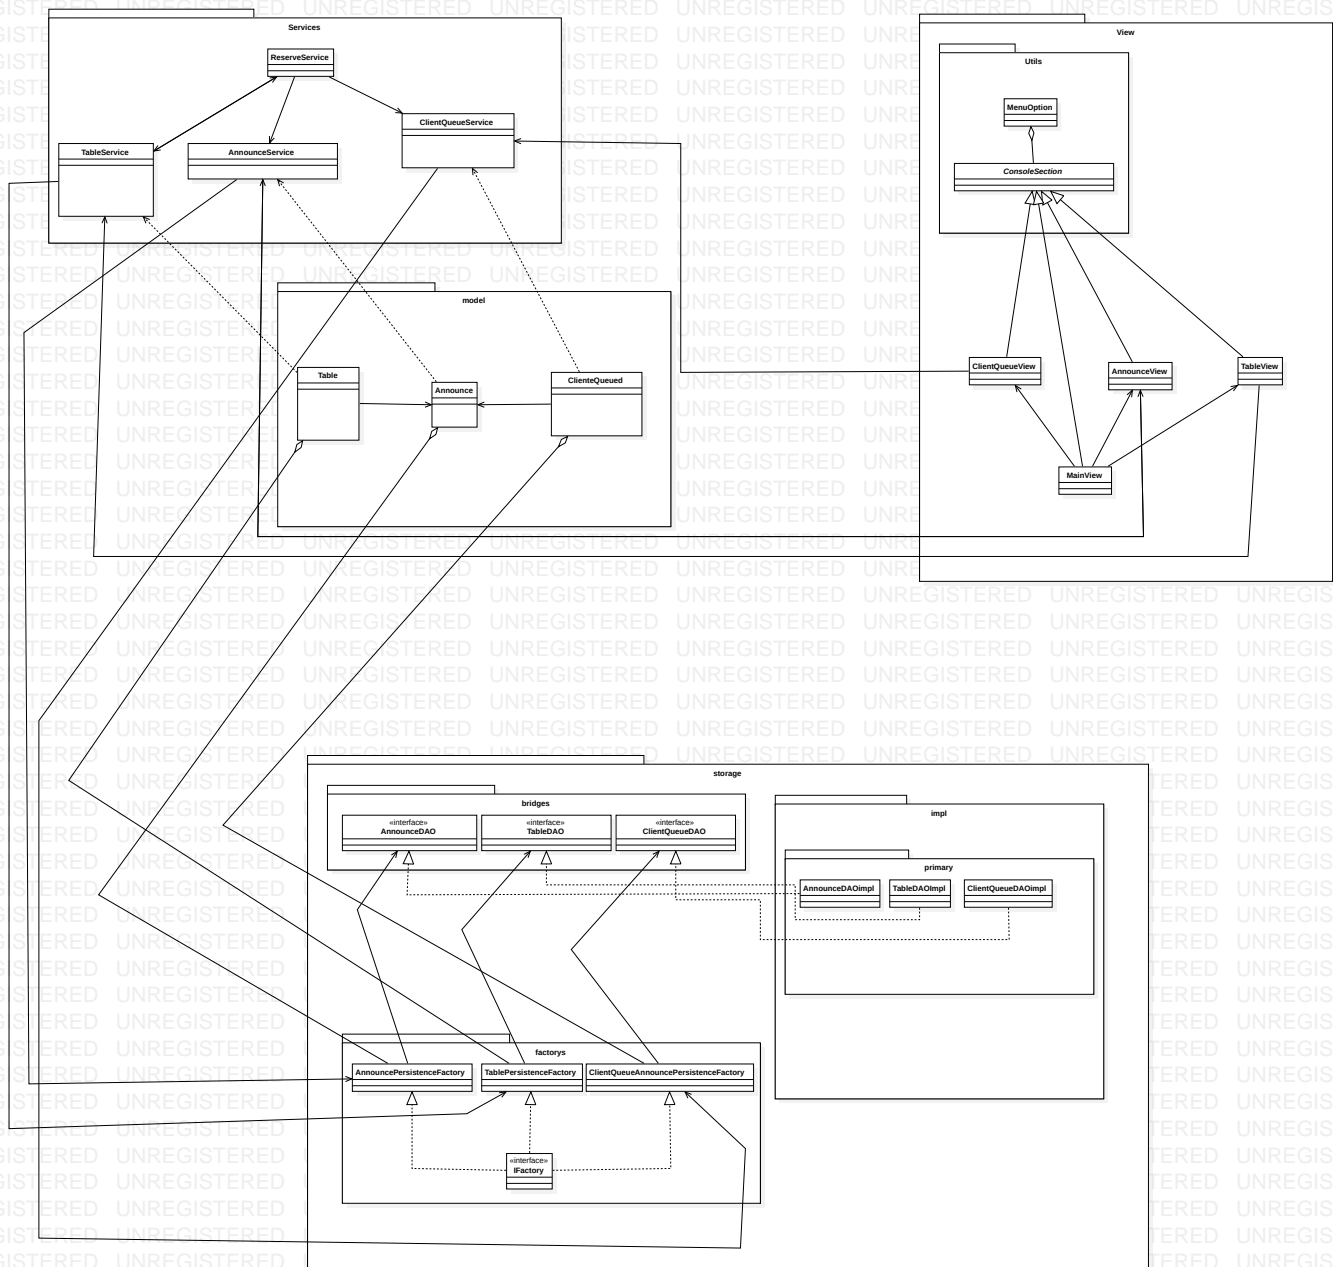 Services
ReserveService
ClientQueueService
TableService
AnnounceService
View
Utils
MenuOption
ConsoleSection
ClientQueueView
AnnounceView
TableView
MainView
model
Table
Announce
ClienteQueued
storage
bridges
«interface»
AnnounceDAO
«interface»
TableDAO
«interface»
ClientQueueDAO
impl
primary
AnnounceDAOimpl
TableDAOImpl
ClientQueueDAOimpl
factorys
AnnouncePersistenceFactory
TablePersistenceFactory
ClientQueueAnnouncePersistenceFactory
«interface»
IFactory
UNREGISTERED